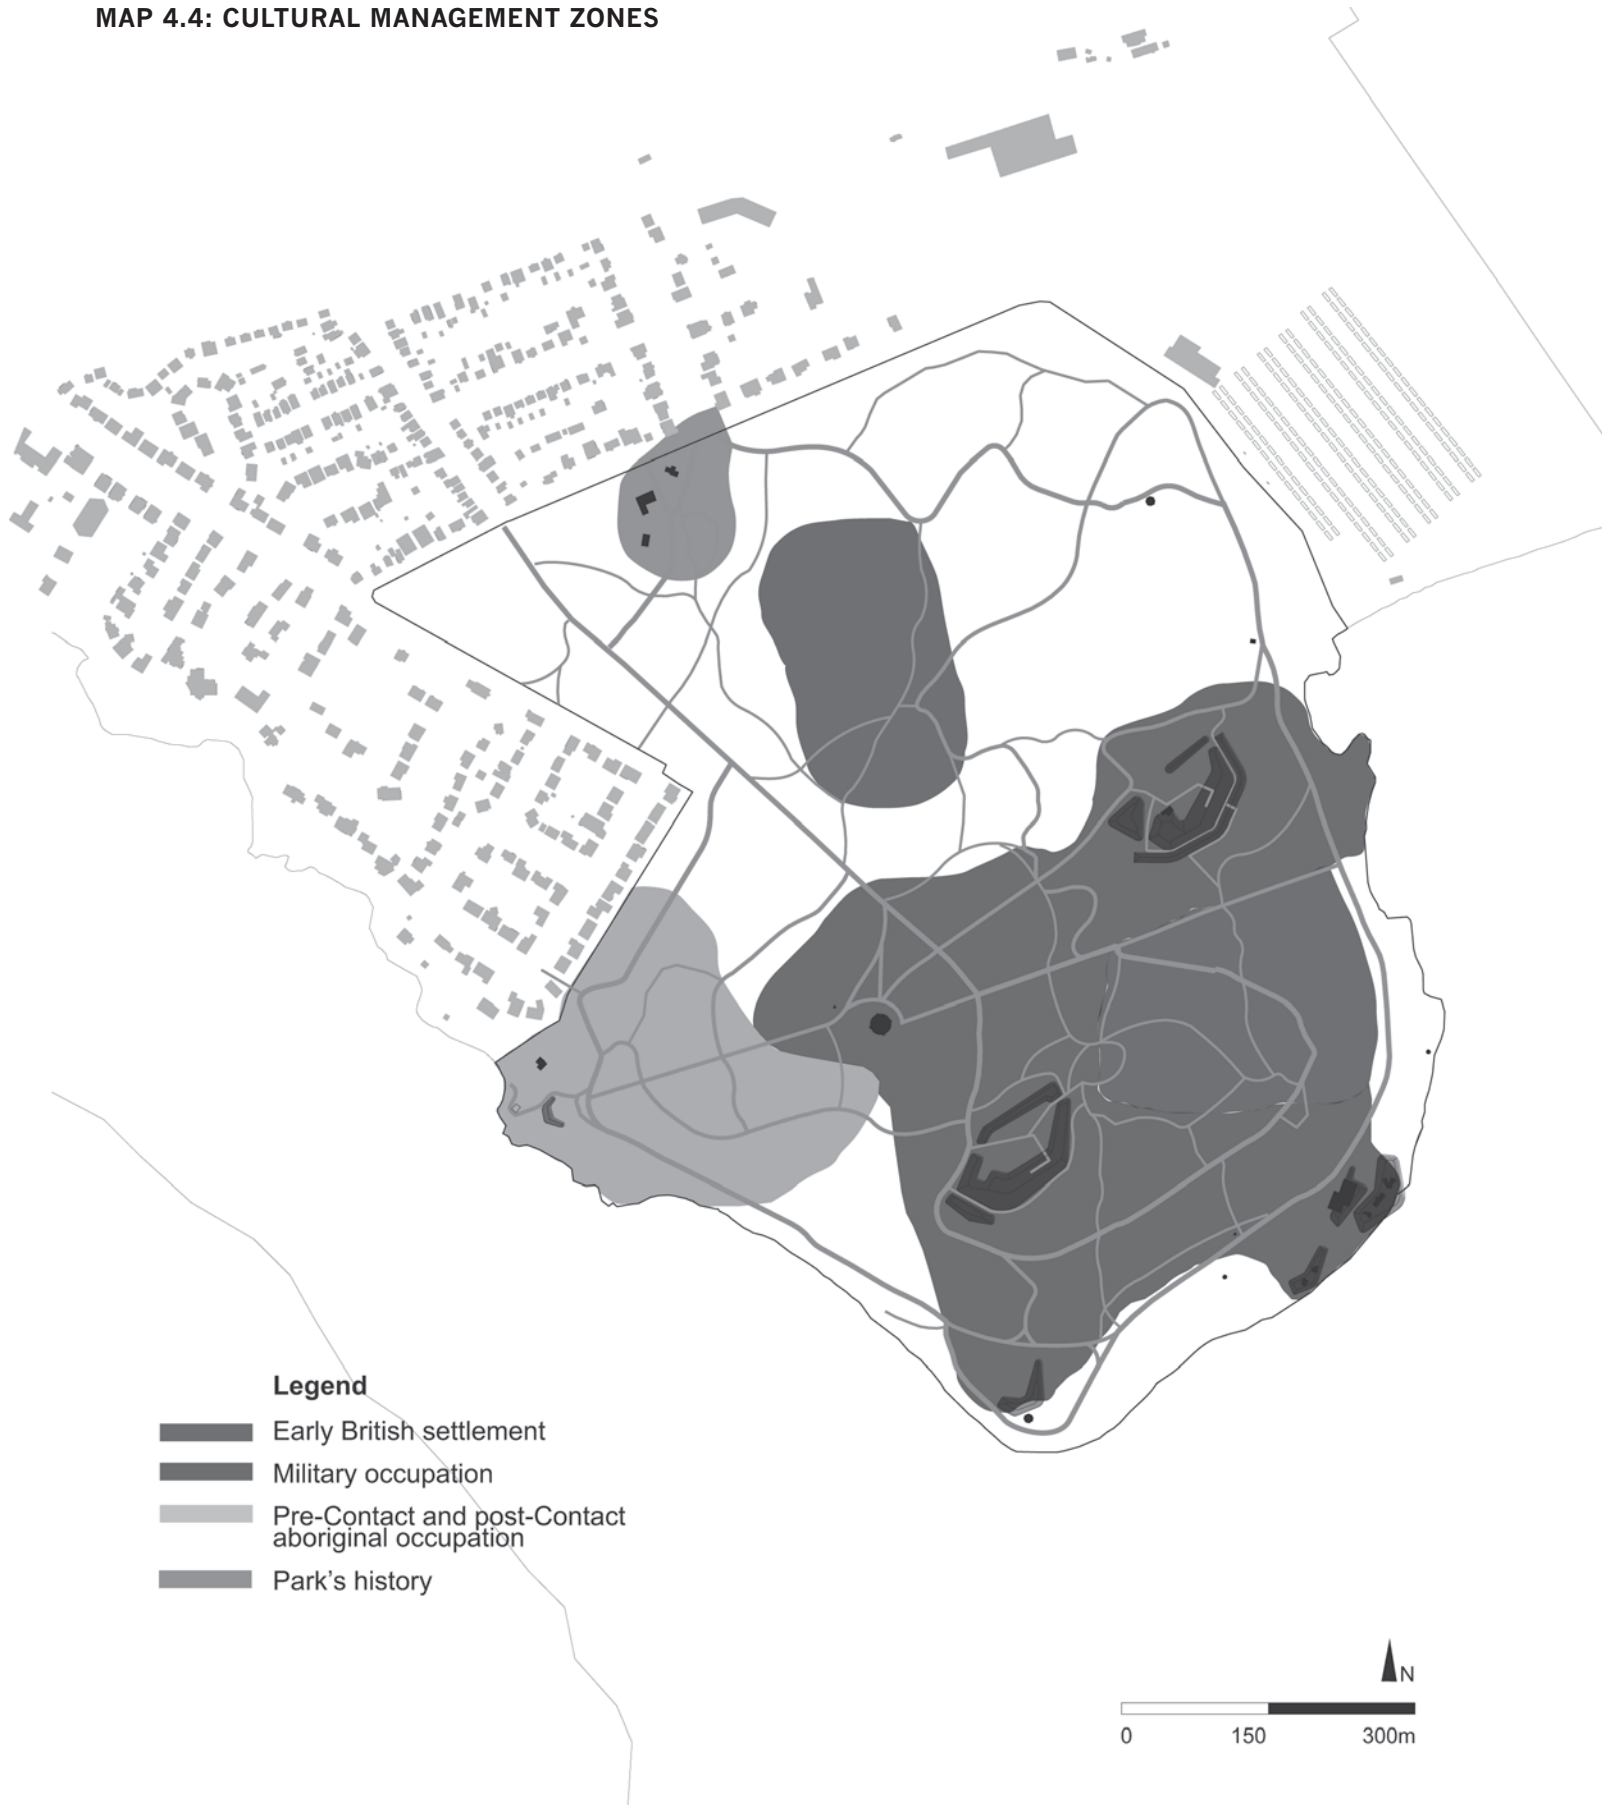 MAP 4.4: CULTURAL MANAGEMENT ZONES
Legend
Early British settlement
Military occupation
Pre-Contact and post-Contact
aboriginal occupation
Park’s history
N
0 150 300m